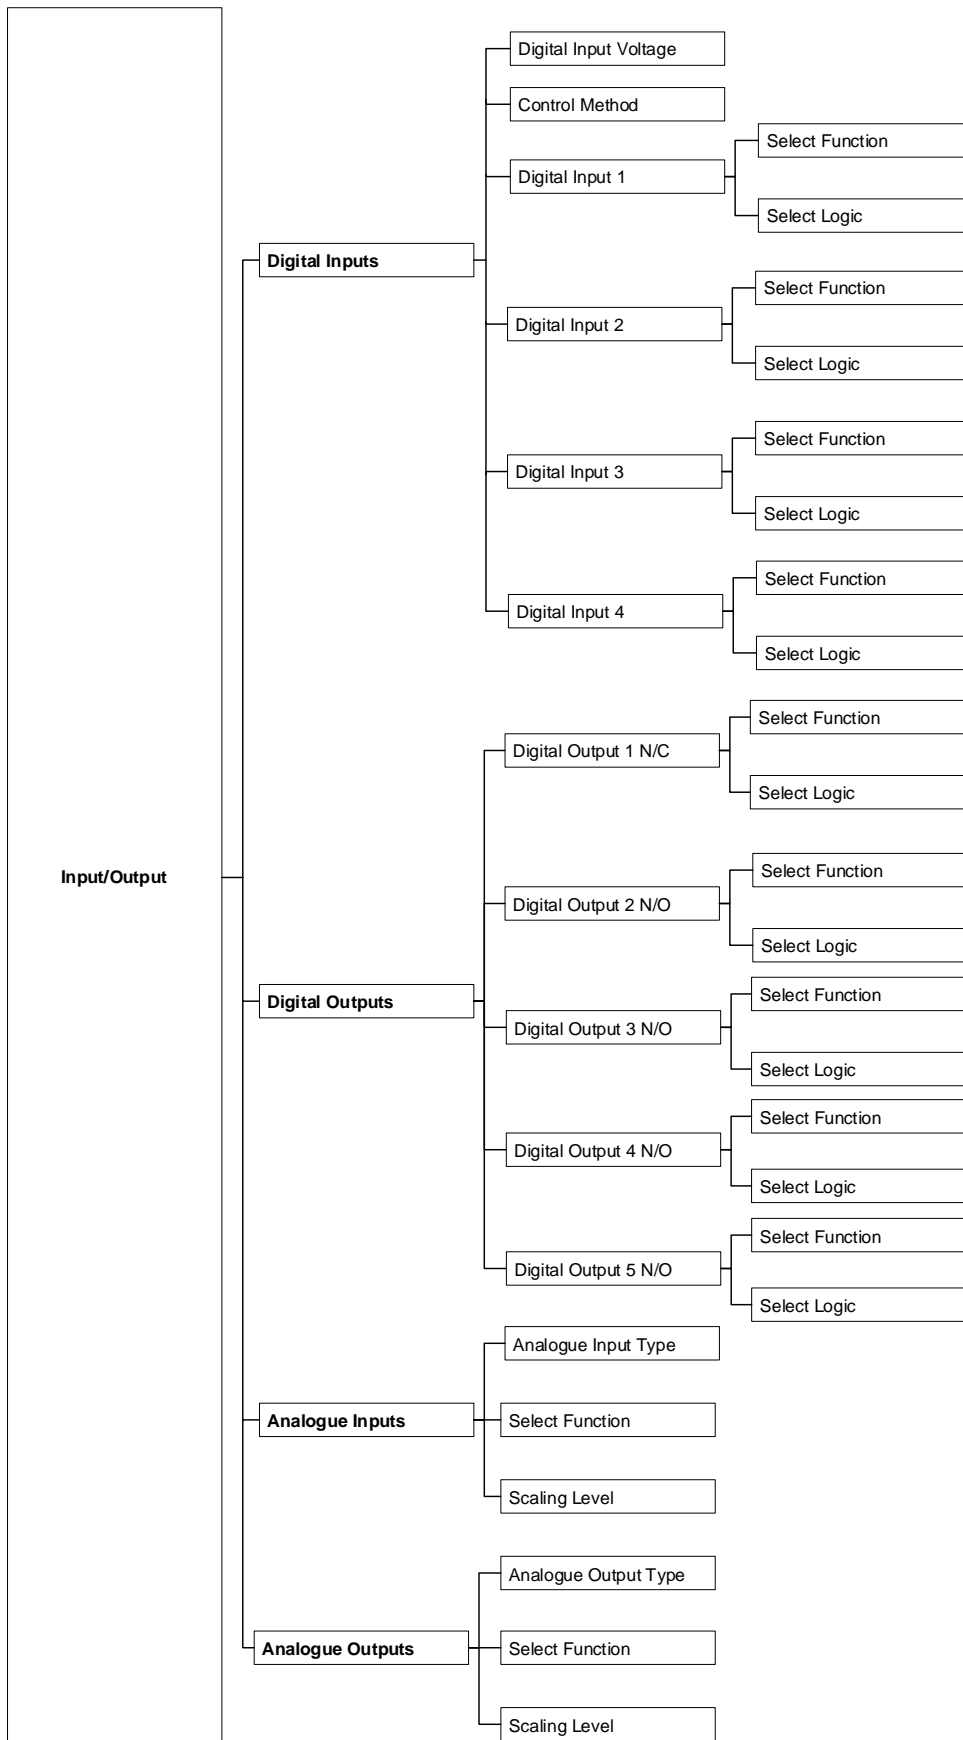 Input/Output
Digital Inputs
Digital Input Voltage
Control Method
Digital Input 1
Select Function
Select Logic
Digital Input 2
Select Function
Select Logic
Digital Input 3
Select Function
Select Logic
Digital Input 4
Select Function
Select Logic
Digital Outputs
Digital Output 1 N/C
Select Function
Select Logic
Digital Output 2 N/O
Select Function
Select Logic
Digital Output 3 N/O
Select Function
Select Logic
Digital Output 4 N/O
Select Function
Select Logic
Digital Output 5 N/O
Select Function
Select Logic
Analogue Inputs
Analogue Input Type
Select Function
Scaling Level
Analogue Outputs
Analogue Output Type
Select Function
Scaling Level